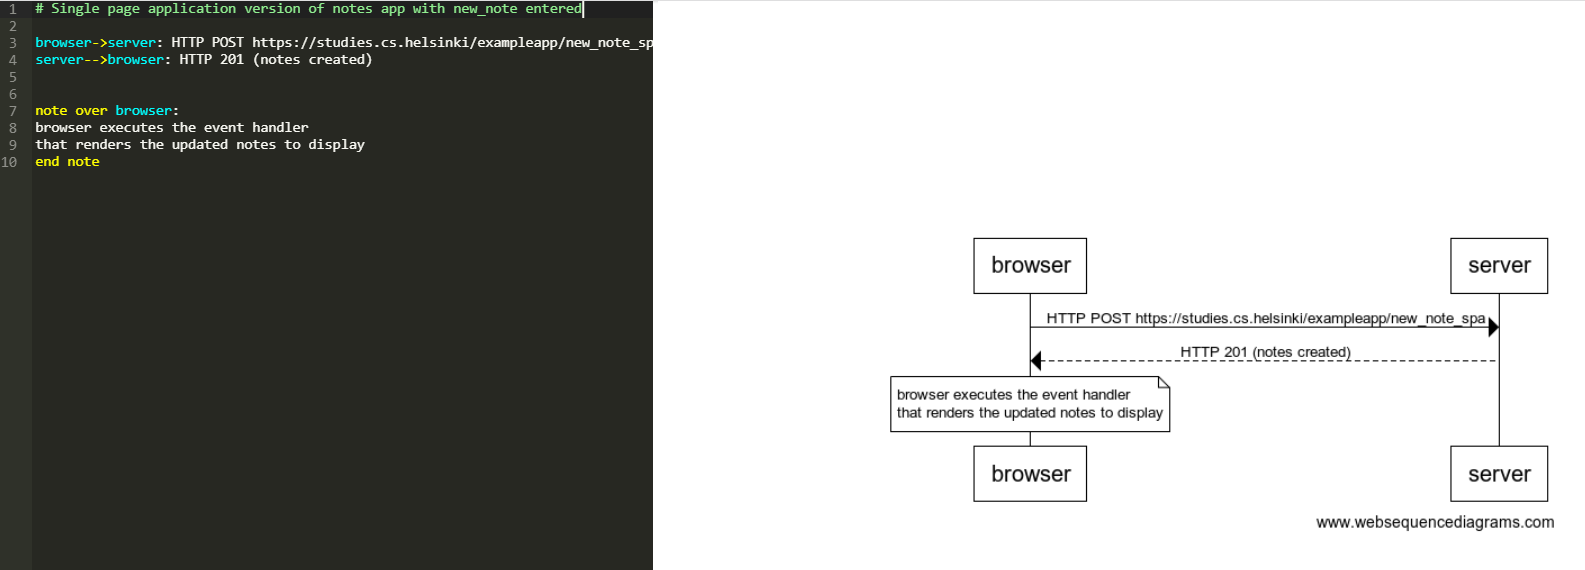 1 # Single page application version of notes app with new_note entered
2
3 browser->server: HTTP POST https://studies.cs.helsinki/exampleapp/new_note_sp
4 server-->browser: HTTP 201 (notes created)
5
6
7 note over browser:
8 browser executes the event handler
9 that renders the updated notes to display
10 end note
browser
server
HTTP POST https://studies.cs.helsinki/exampleapp/new_note_spa
HTTP 201 (notes created)
browser executes the event handler
that renders the updated notes to display
browser
server
www.websequencediagrams.com